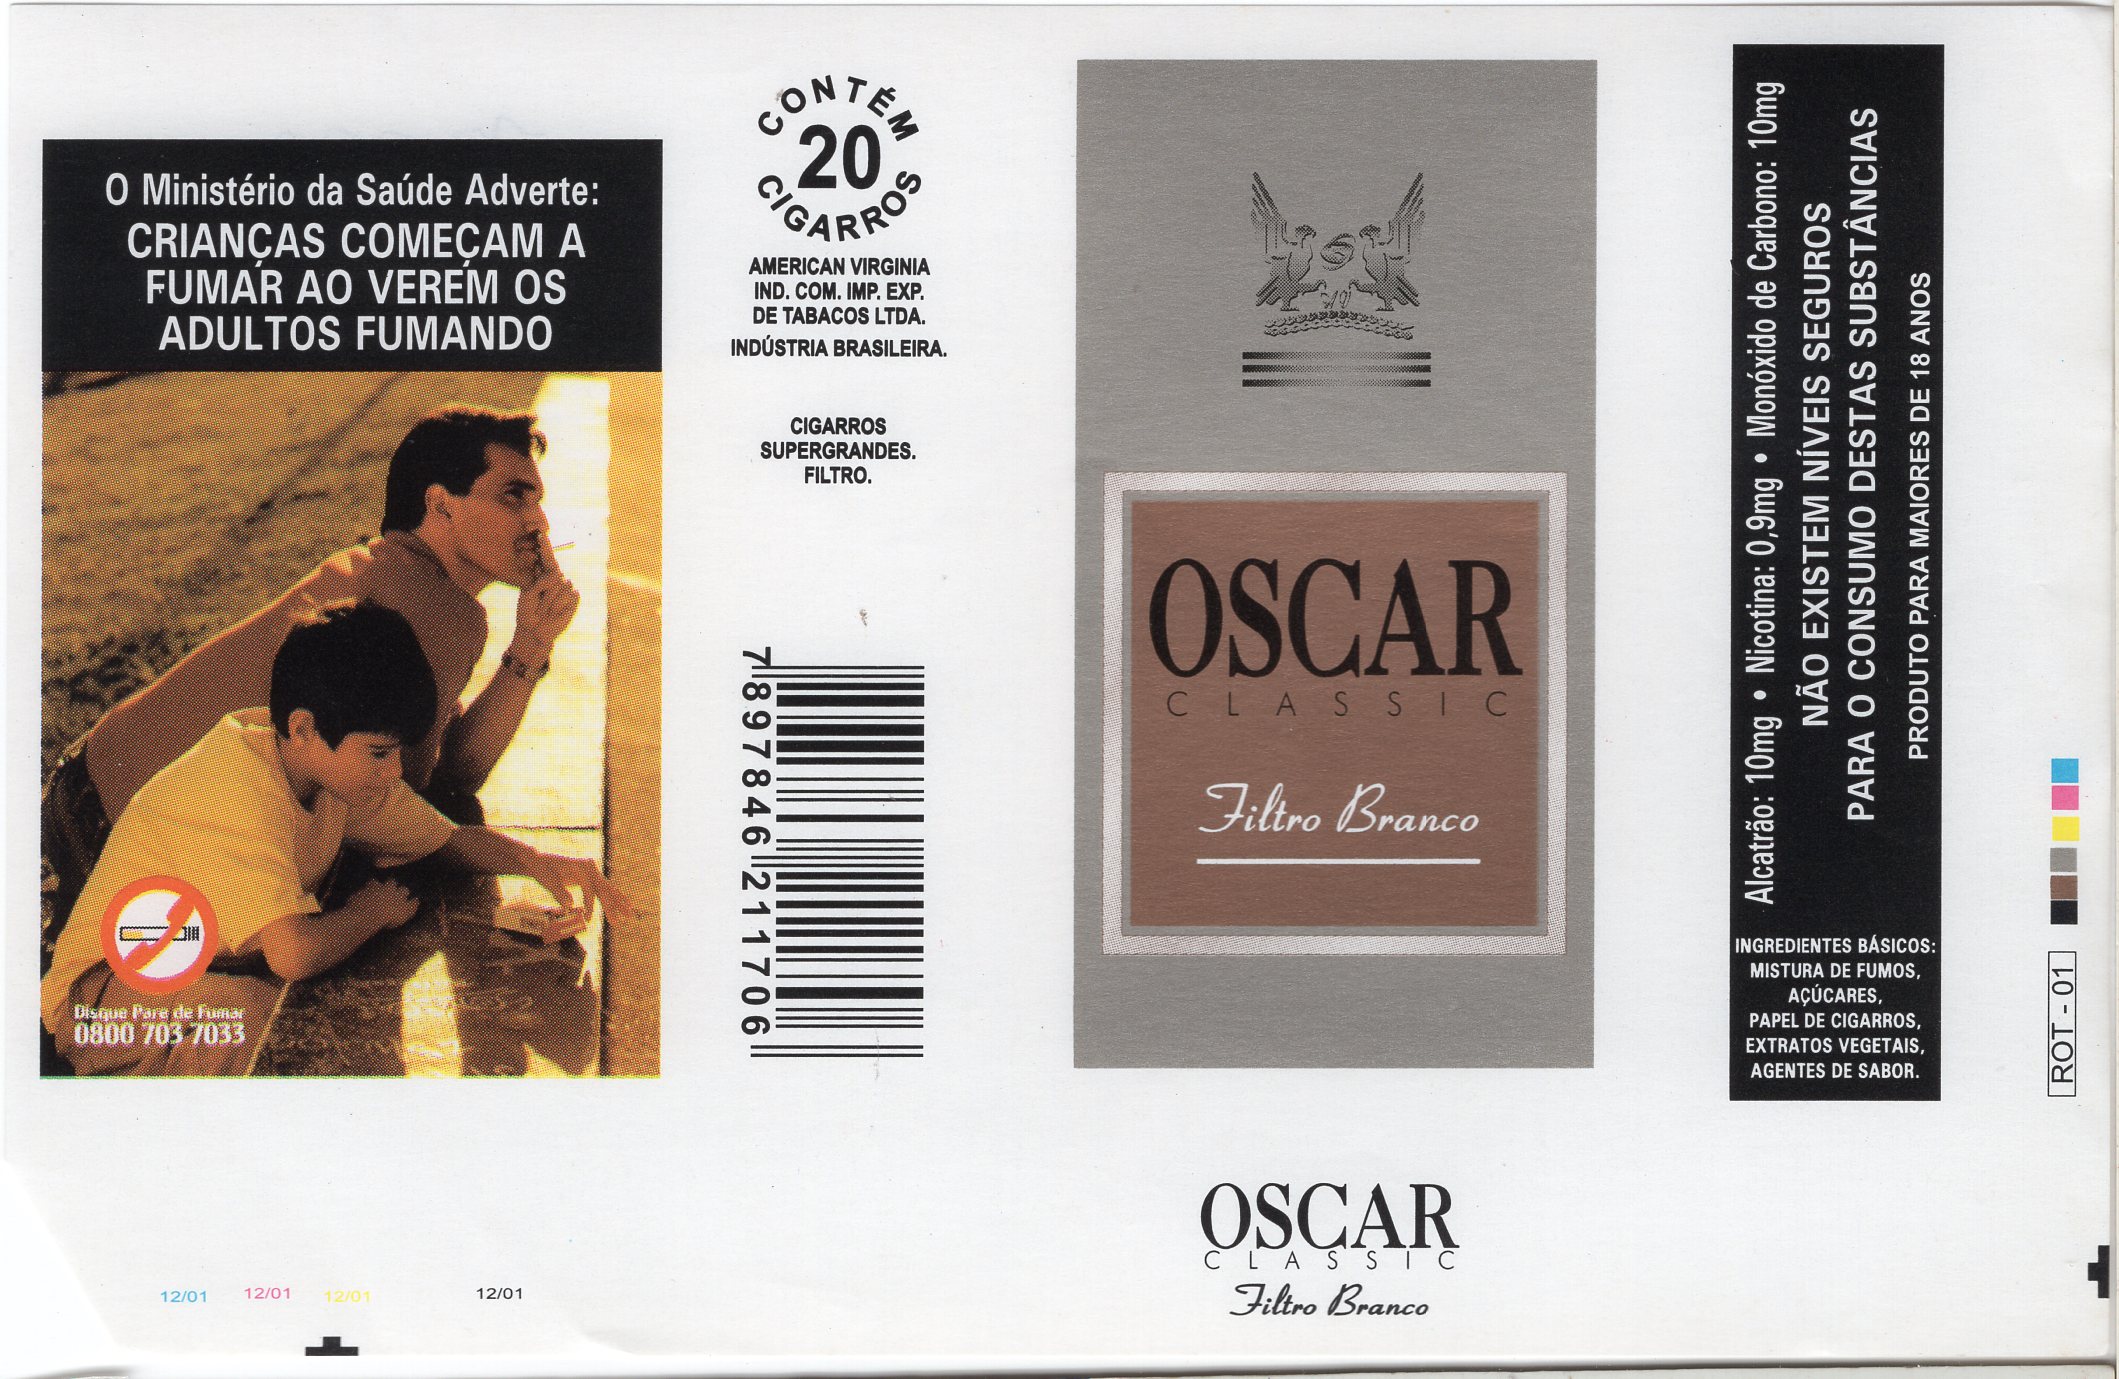 O Ministério da Saúde Adverte:
CRIANÇAS COMEÇAM A
FUMAR AO VEREM OS
ADULTOS FUMANDO
Disque Pare de Fumar
0800 703 7033
CONTÉM
20
CIGARROS
AMERICAN VIRGINIA
IND. COM. IMP. EXP.
DE TABACOS LTDA.
INDÚSTRIA BRASILEIRA.
CIGARROS
SUPERGRANDES.
FILTRO.
7 897846 211706
OSCAR
CLASSIC
Filtro Branco
OSCAR
CLASSIC
Filtro Branco
Alcatrão: 10mg • Nicotina: 0,9mg • Monóxido de Carbono: 10mg
NÃO EXISTEM NÍVEIS SEGUROS
PARA O CONSUMO DESTAS SUBSTÂNCIAS
PRODUTO PARA MAIORES DE 18 ANOS
INGREDIENTES BÁSICOS:
MISTURA DE FUMOS,
AÇÚCARES,
PAPEL DE CIGARROS,
EXTRATOS VEGETAIS,
AGENTES DE SABOR.
ROT - 01
12/01 12/01 12/01 12/01